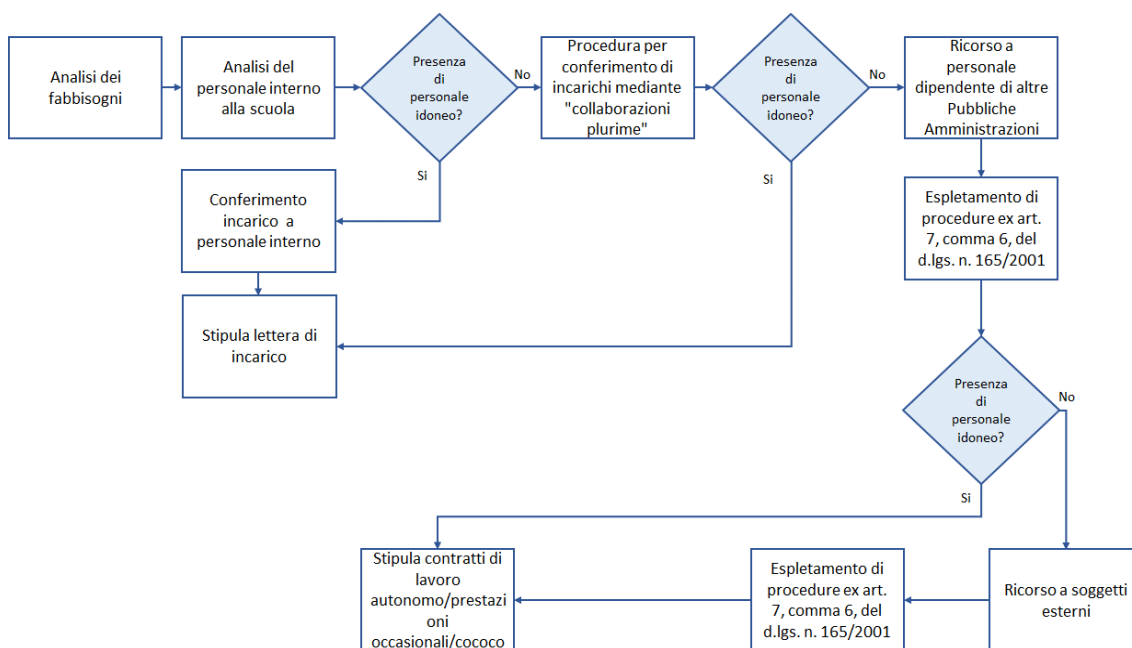 Analisi dei
fabbisogni
Analisi del
personale interno
alla scuola
Presenza
di
personale
idoneo?
No
Si
Procedura per
conferimento di
incarichi mediante
"collaborazioni
plurime"
Presenza
di
personale
idoneo?
No
Si
Ricorso a
personale
dipendente di altre
Pubbliche
Amministrazioni
Conferimento
incarico a
personale interno
Espletamento di
procedure ex art.
7, comma 6, del
d.lgs. n. 165/2001
Stipula lettera di
incarico
Presenza
di
personale
idoneo?
No
Si
Stipula contratti di
lavoro
autonomo/prestazi
oni
occasionali/cococo
Espletamento di
procedure ex art.
7, comma 6, del
d.lgs. n. 165/2001
Ricorso a soggetti
esterni